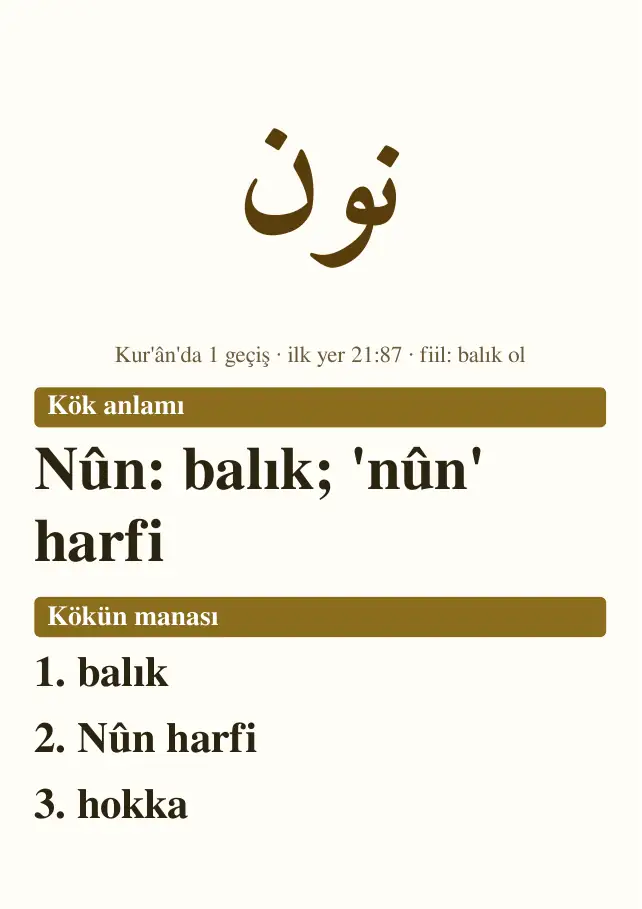 نون
Kur'ân'da 1 geçiş · ilk yer 21:87 · fiil: balık ol
Kök anlamı
Nûn: balık; 'nûn'
harfi
Kökün manası
1. balık
2. Nûn harfi
3. hokka